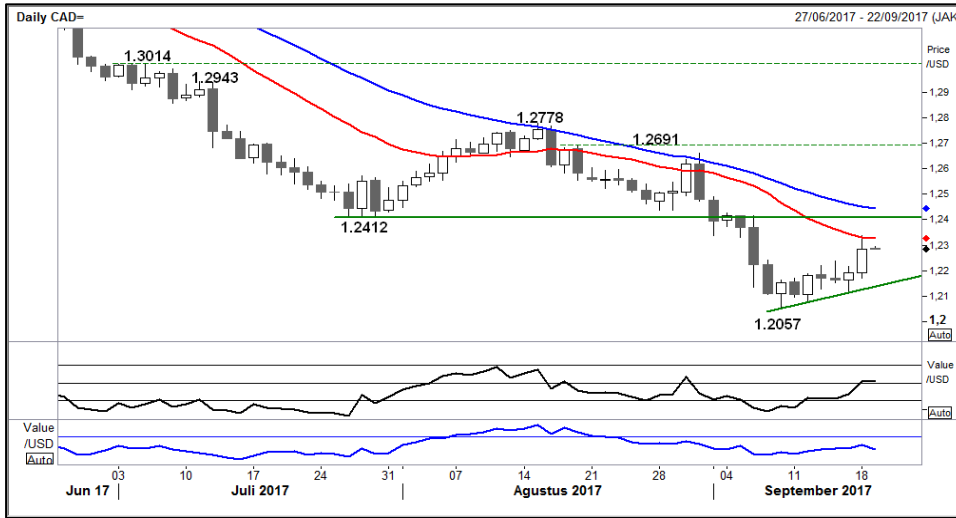 Daily CAD= 27/06/2017 - 22/09/2017 (JAK
Price
/USD
1.3014
1.2943
1,29
1,28
1.2778
1,27
1.2691
1,26
1,25
1,24
1.2412
1,23
1,22
1,21
1.2057
1,2
Auto
Value
/USD
Auto
Value
/USD
Auto
03 10 17 24 31 07 14 21 28 04 11 18
Jun 17 Juli 2017 Agustus 2017 September 2017